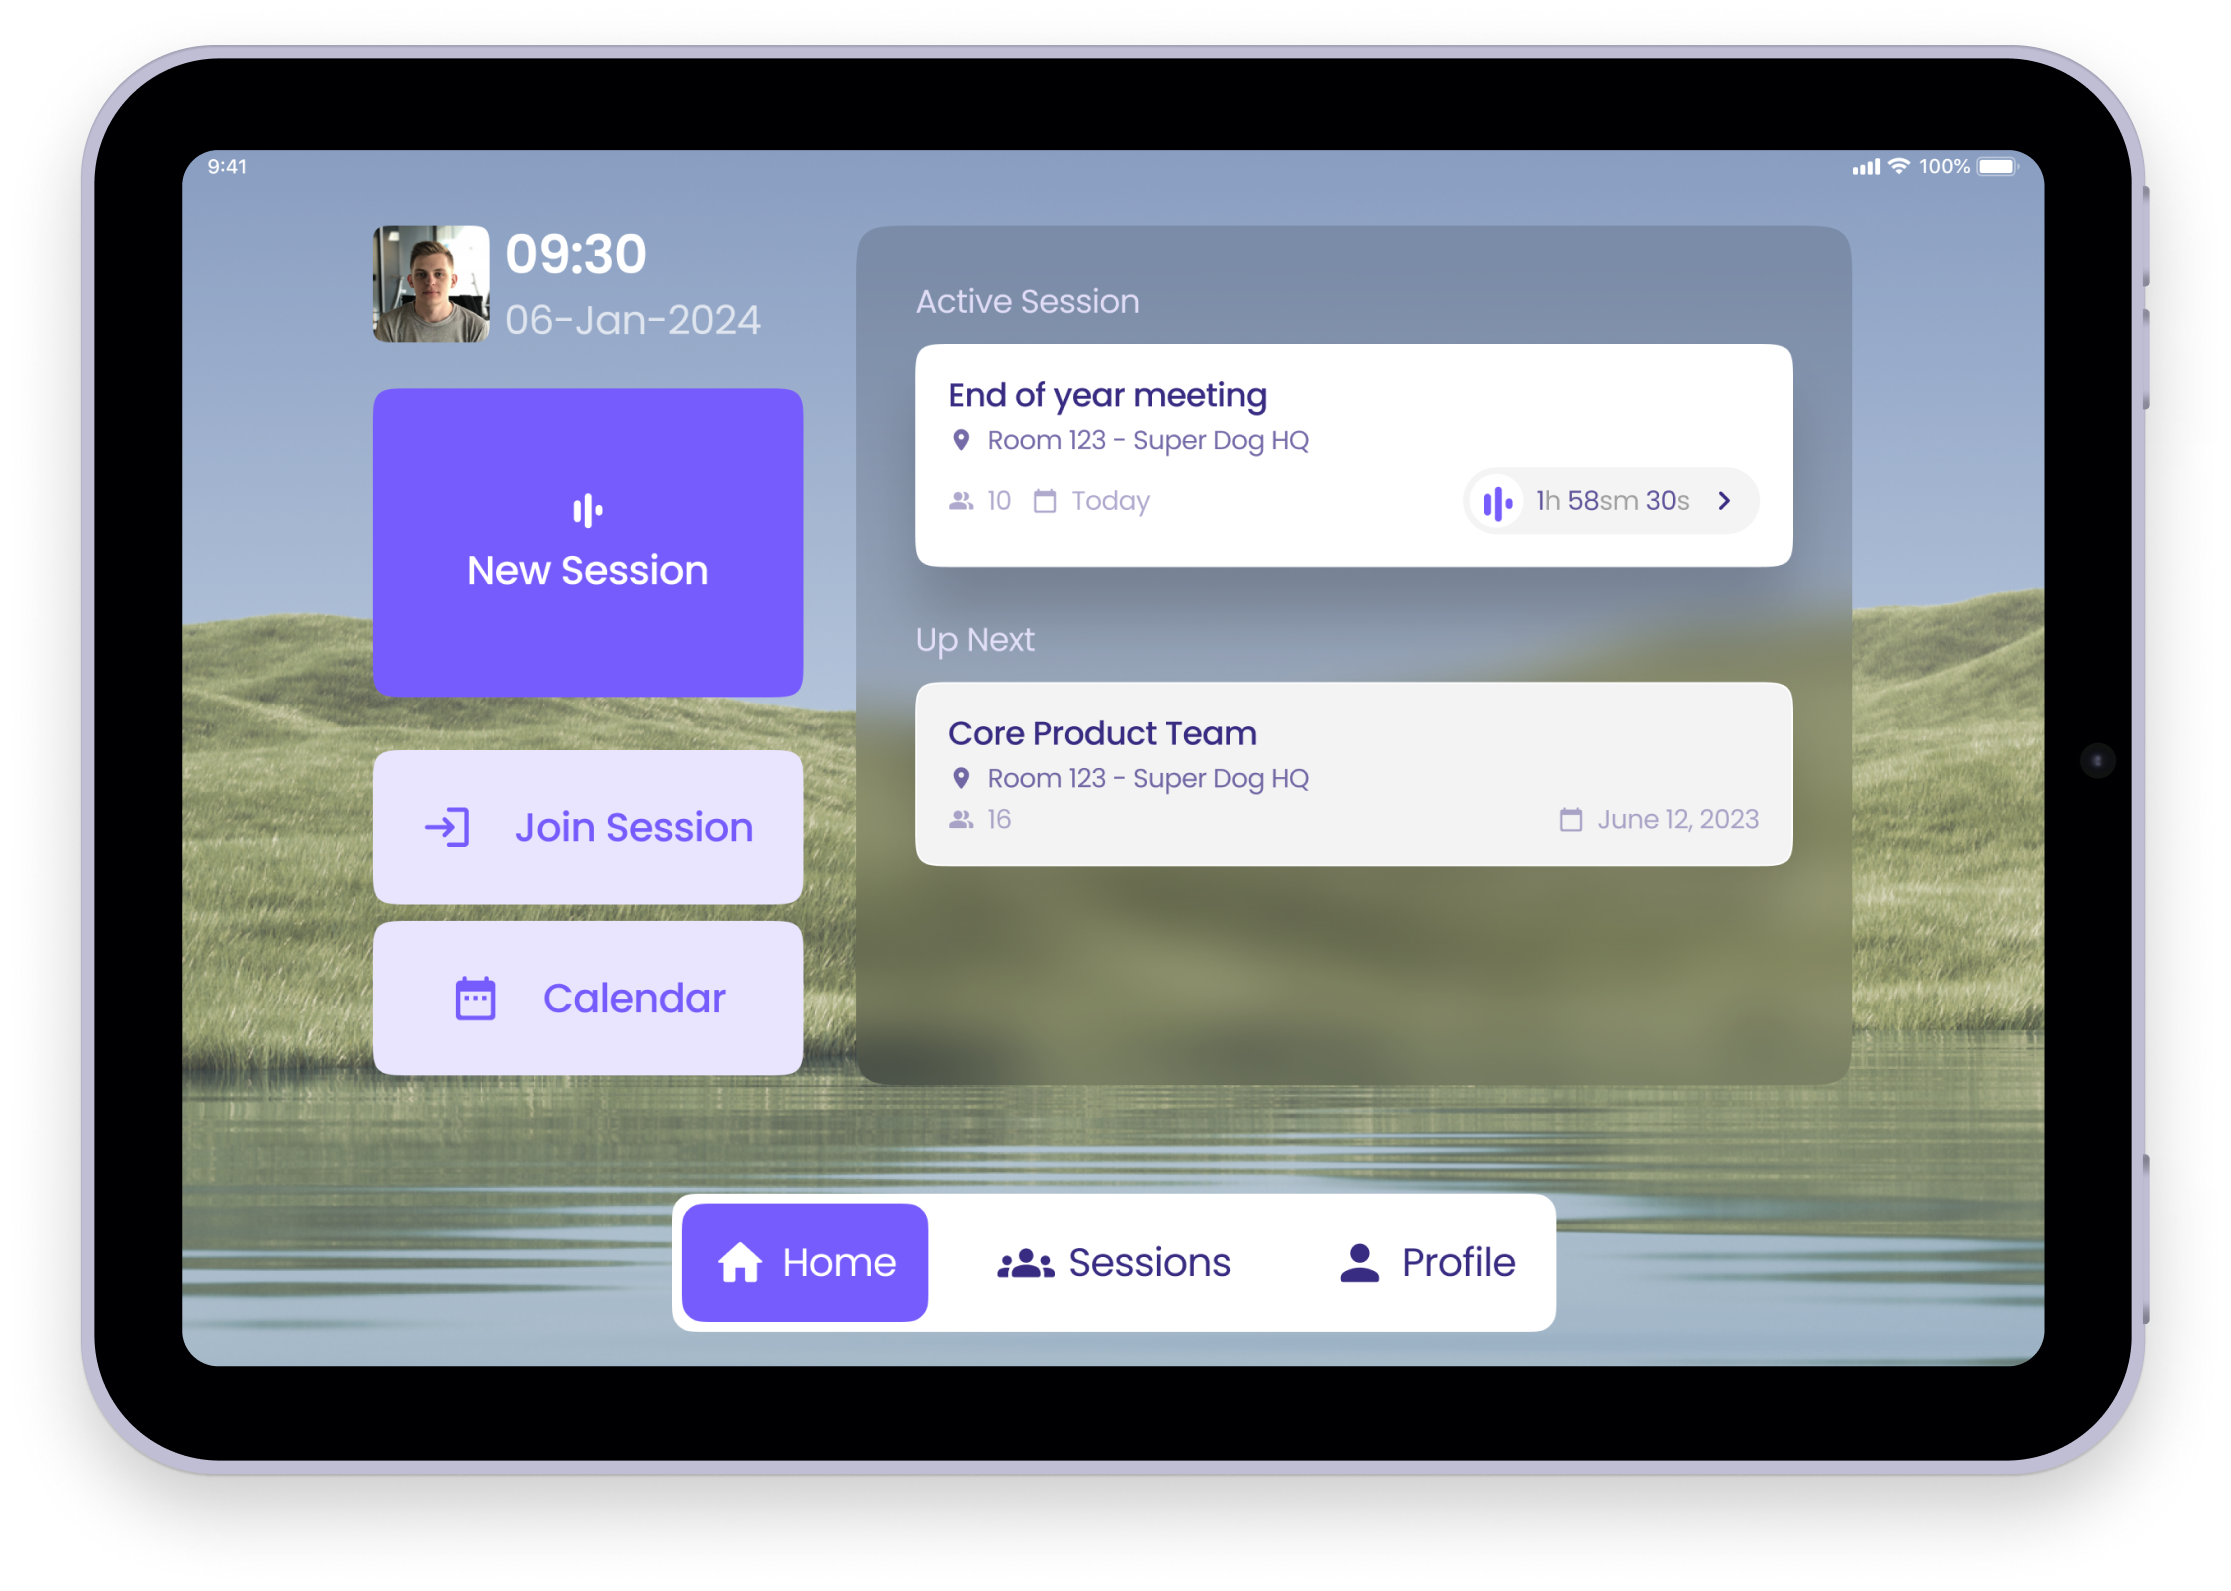 9:41
100%
09:30
06-Jan-2024
New Session
Join Session
Calendar
Active Session
End of year meeting
Room 123 - Super Dog HQ
10 Today
1h 58sm 30s
Up Next
Core Product Team
Room 123 - Super Dog HQ
16 June 12, 2023
Home Sessions Profile